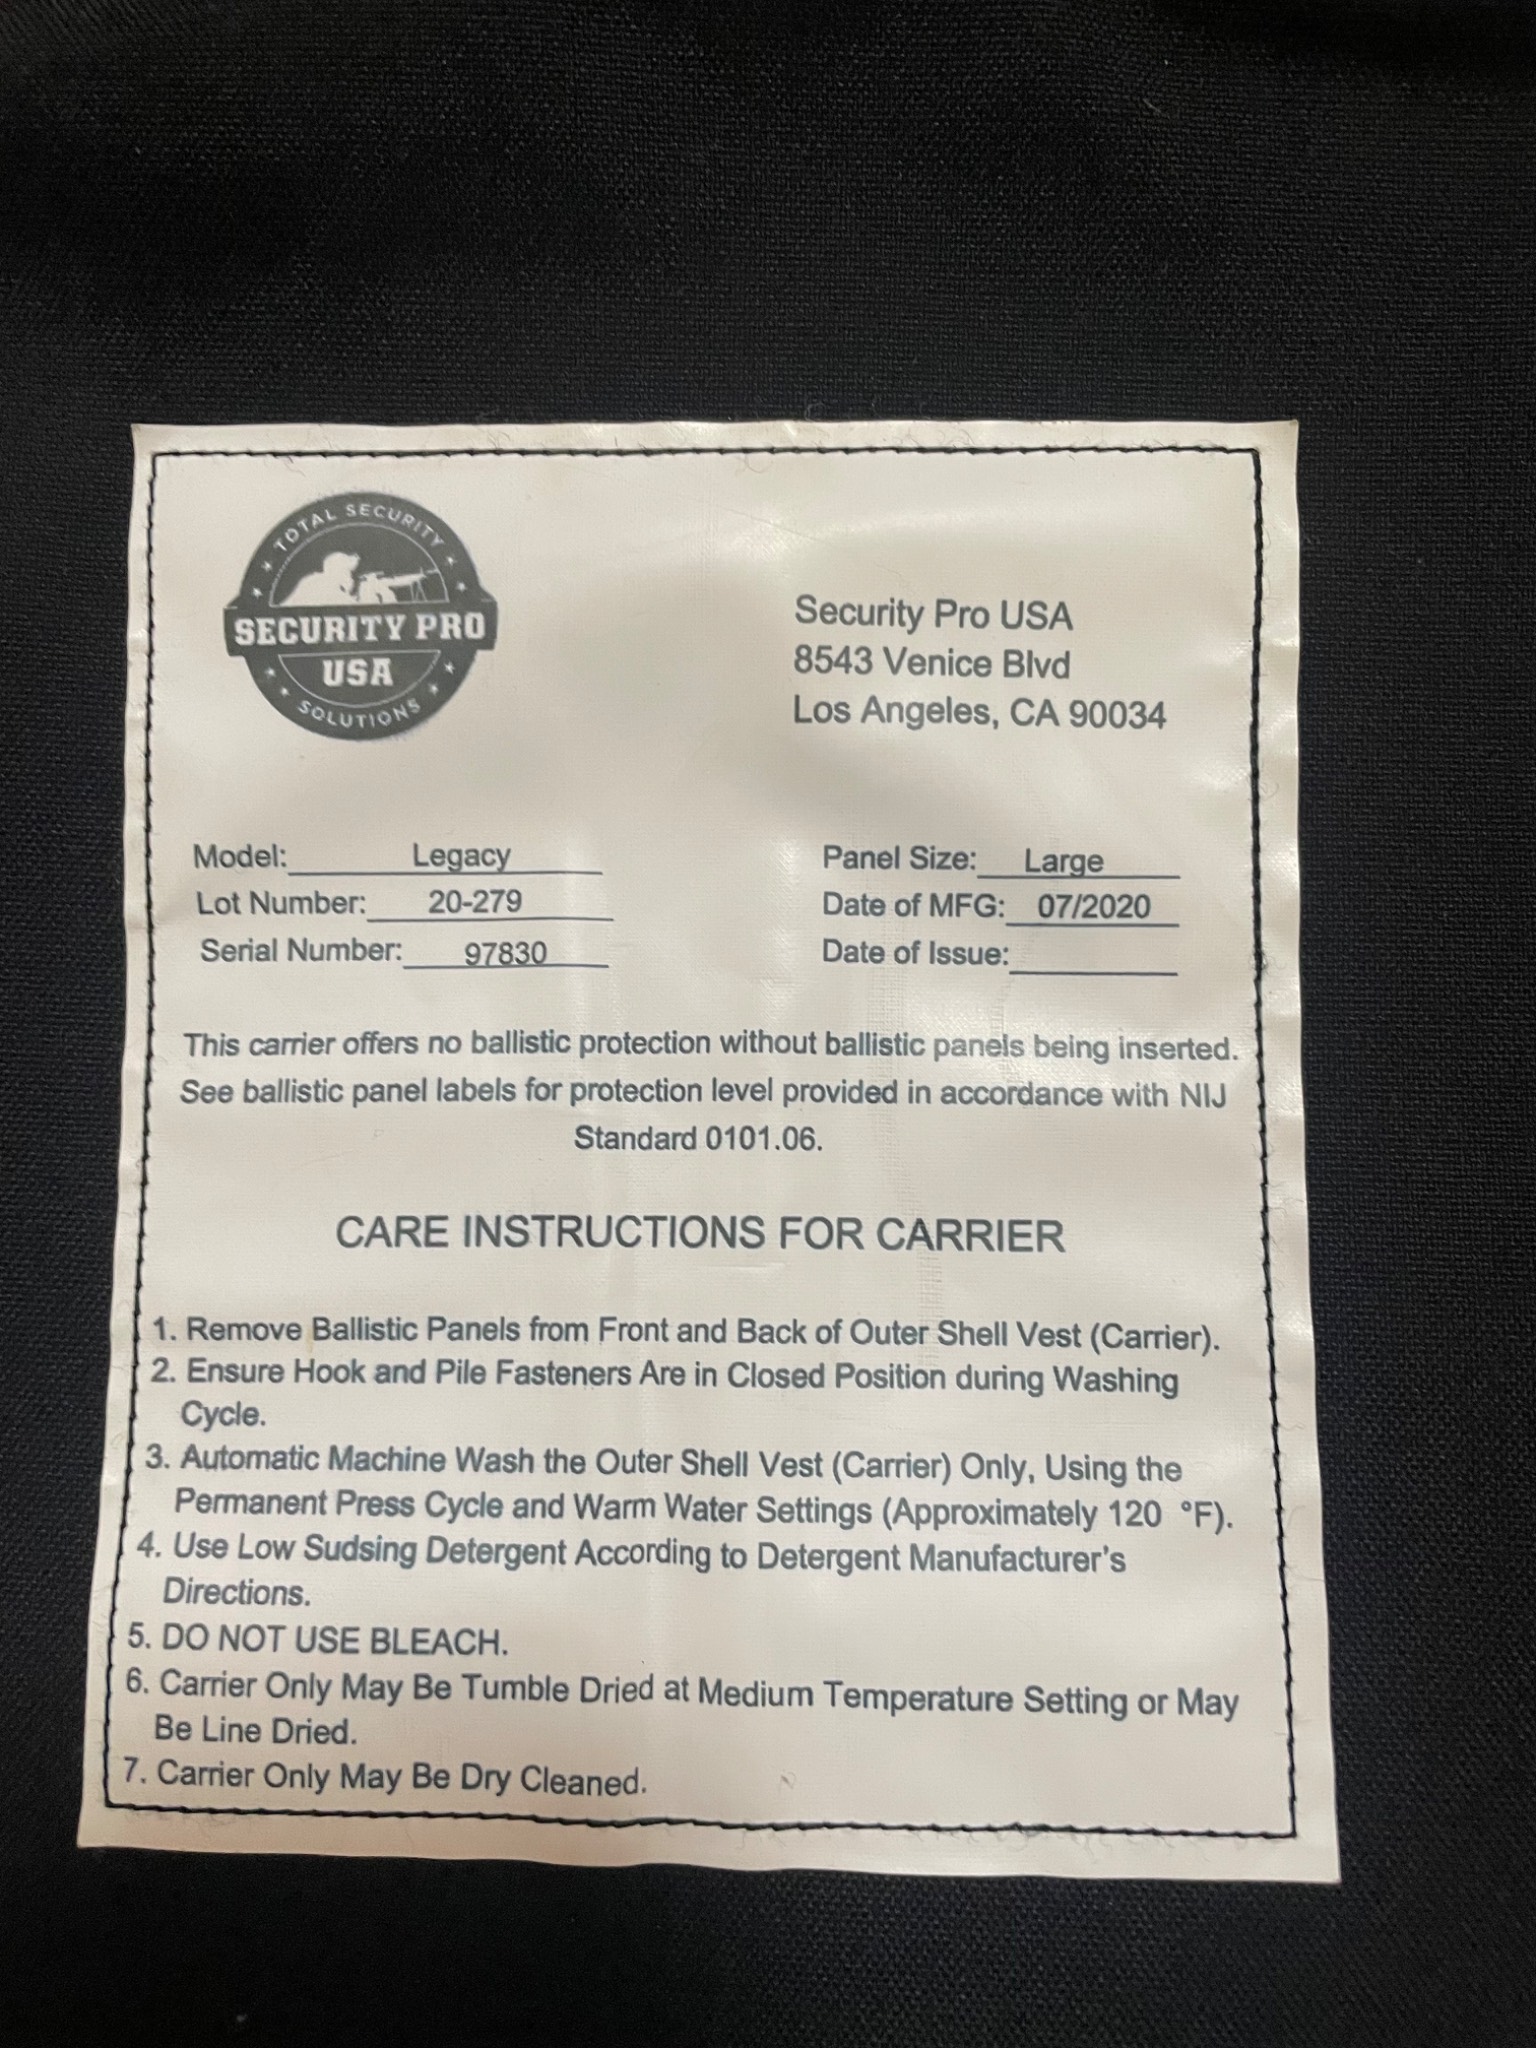 TOTAL SECURITY
SECURITY PRO
USA
SOLUTIONS
Security Pro USA
8543 Venice Blvd
Los Angeles, CA 90034
Model: Legacy
Panel Size: Large
Lot Number: 20-279
Date of MFG: 07/2020
Serial Number: 97830
Date of Issue:
This carrier offers no ballistic protection without ballistic panels being inserted.
See ballistic panel labels for protection level provided in accordance with NIJ
Standard 0101.06.
CARE INSTRUCTIONS FOR CARRIER
1. Remove Ballistic Panels from Front and Back of Outer Shell Vest (Carrier).
2. Ensure Hook and Pile Fasteners Are in Closed Position during Washing
Cycle.
3. Automatic Machine Wash the Outer Shell Vest (Carrier) Only, Using the
Permanent Press Cycle and Warm Water Settings (Approximately 120 °F).
4. Use Low Sudsing Detergent According to Detergent Manufacturer's
Directions.
5. DO NOT USE BLEACH.
6. Carrier Only May Be Tumble Dried at Medium Temperature Setting or May
Be Line Dried.
7. Carrier Only May Be Dry Cleaned.